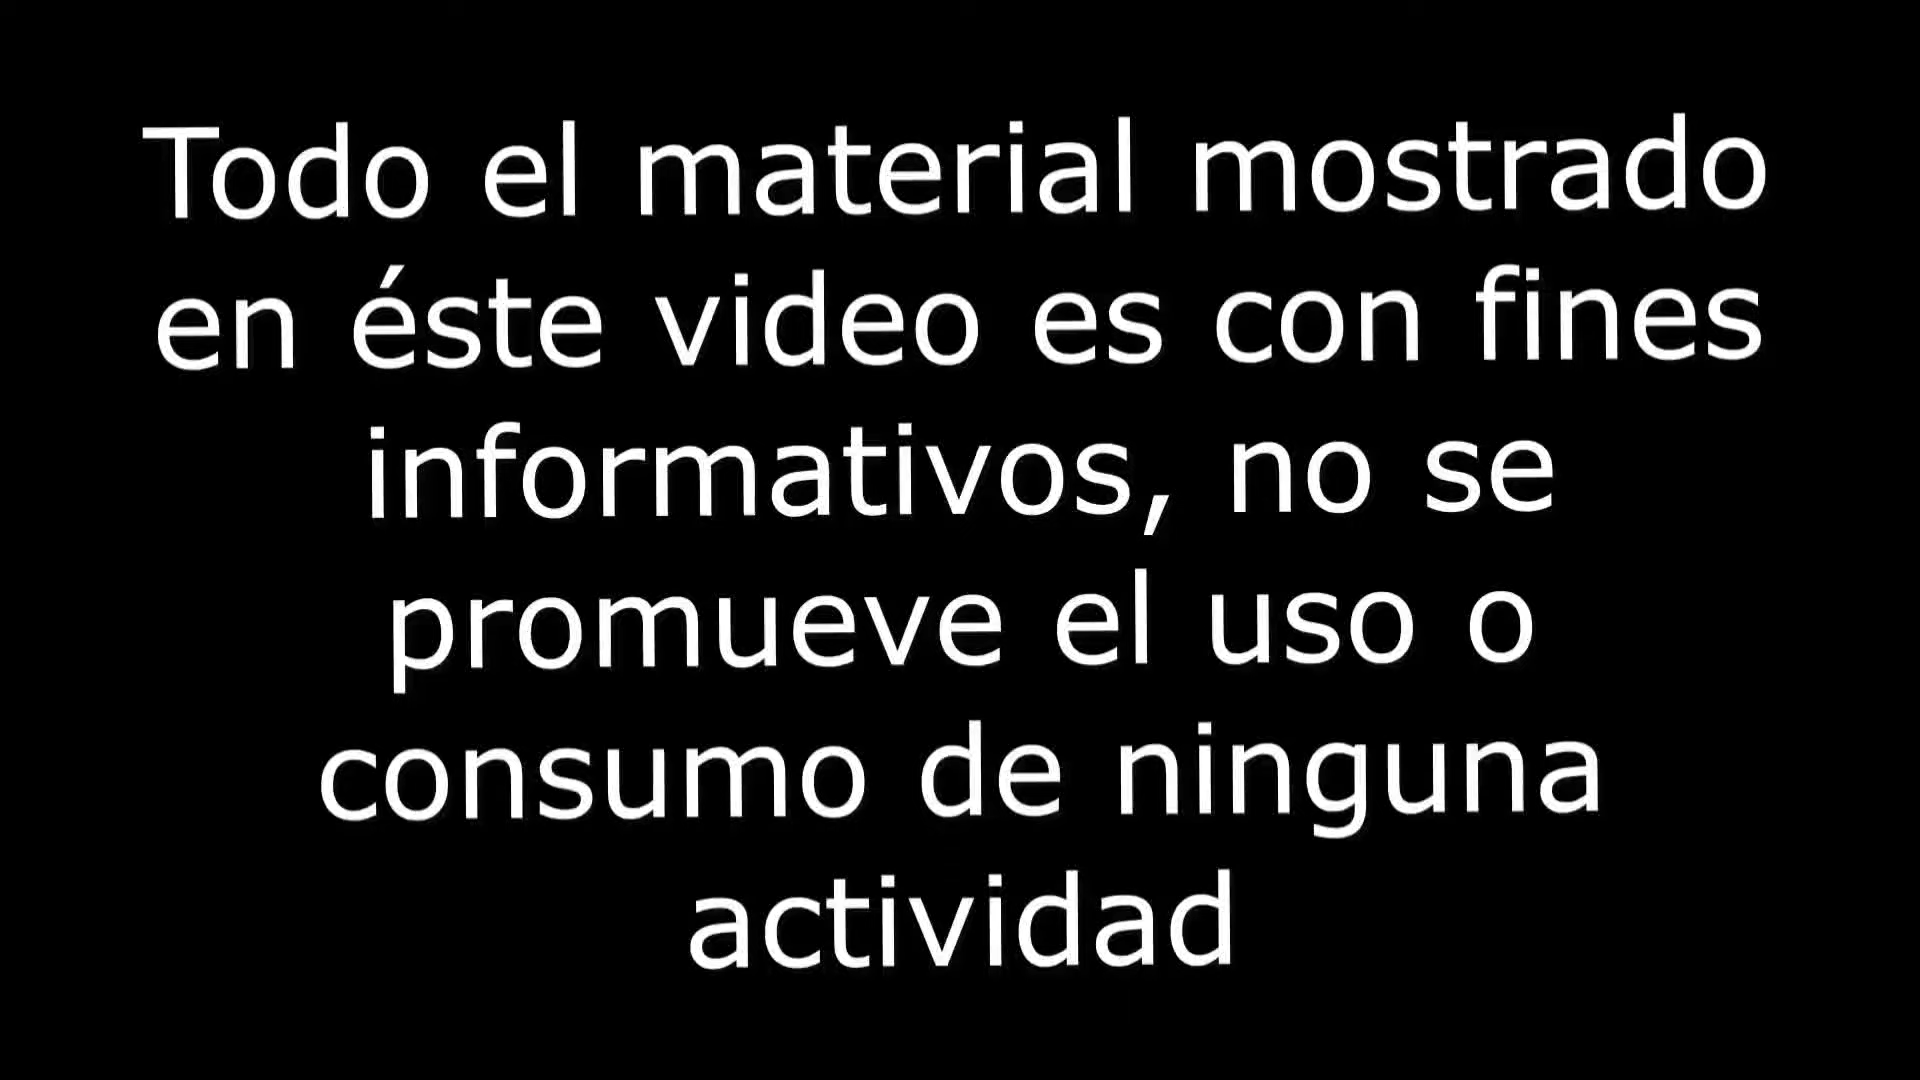 Todo el material mostrado
en éste video es con fines
informativos, no se
promueve el uso o
consumo de ninguna
actividad